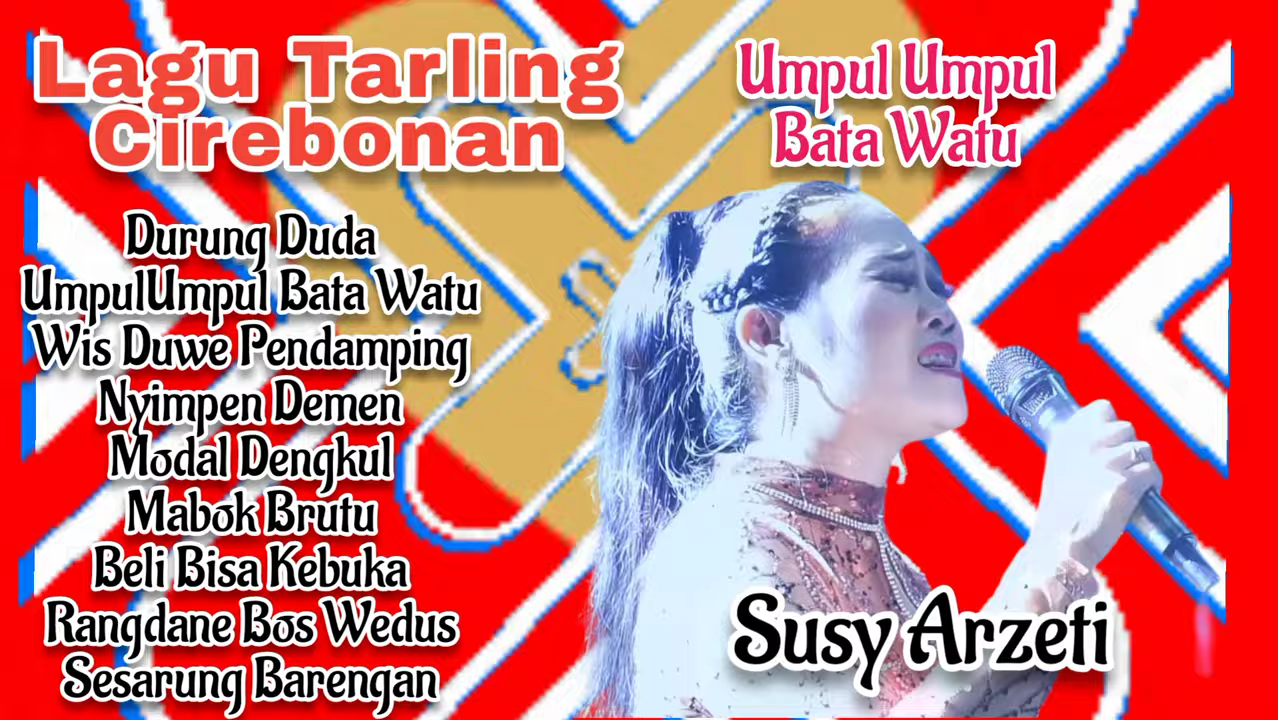 Lagu Tarling
Cirebonan
Umpul Umpul
Bata Watu
Durung Duda
UmpulUmpul Bata Watu
Wis Duwe Pendamping
Nyimpen Demen
Modal Dengkul
Mabok Brutu
Beli Bisa Kebuka
Rangdane Bos Wedus
Sesarung Barengan
Susy Arzeti